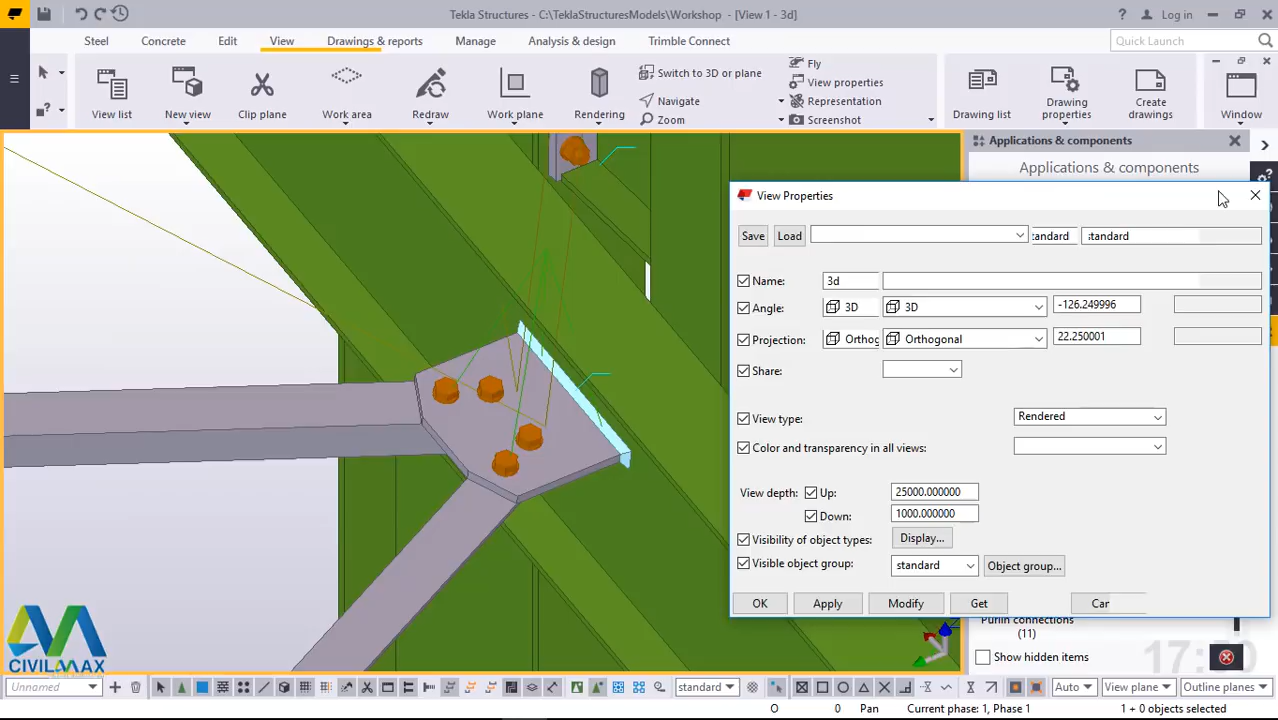 Tekla Structures - C:\TeklaStructuresModels\Workshop - [View 1 - 3d]
? Log in
Steel Concrete Edit View Drawings & reports Manage Analysis & design Trimble Connect Quick Launch
View list New view Clip plane Work area Redraw Work plane Rendering
Switch to 3D or plane
Navigate
Zoom
Fly
View properties
Representation
Screenshot
Drawing list Drawing properties Create drawings Window
Applications & components
Applications & components
View Properties
Save Load tandard tandard
Name: 3d
Angle: 3D 3D -126.249996
Projection: Orthog Orthogonal 22.250001
Share:
View type: Rendered
Color and transparency in all views:
View depth: Up: 25000.000000
Down: 1000.000000
Visibility of object types: Display...
Visible object group: standard Object group...
OK Apply Modify Get Car
Purlin connections
(11)
Show hidden items
CIVILMAX
Unnamed standard Auto View plane Outline planes
O 0 Pan Current phase: 1, Phase 1 1 + 0 objects selected